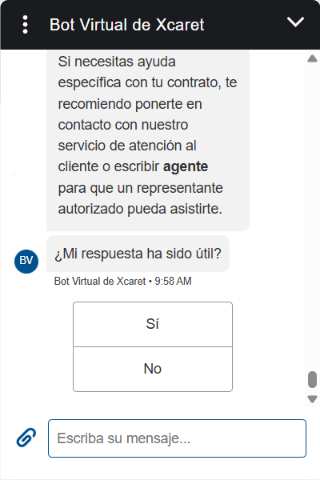 Bot Virtual de Xcaret
Si necesitas ayuda
específica con tu contrato, te
recomiendo ponerte en
contacto con nuestro
servicio de atención al
cliente o escribir agente
para que un representante
autorizado pueda asistirte.
BV
¿Mi respuesta ha sido útil?
Bot Virtual de Xcaret • 9:58 AM
Sí
No
Escriba su mensaje...